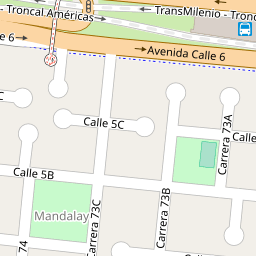 Troncal Américas
TransMilenio - Tronc
Avenida Calle 6
e 6
C
Calle 5C
Carrera 73A
Calle
Calle 5B
Mandalay
Carrera 73C
Carrera 73B
74
Calle